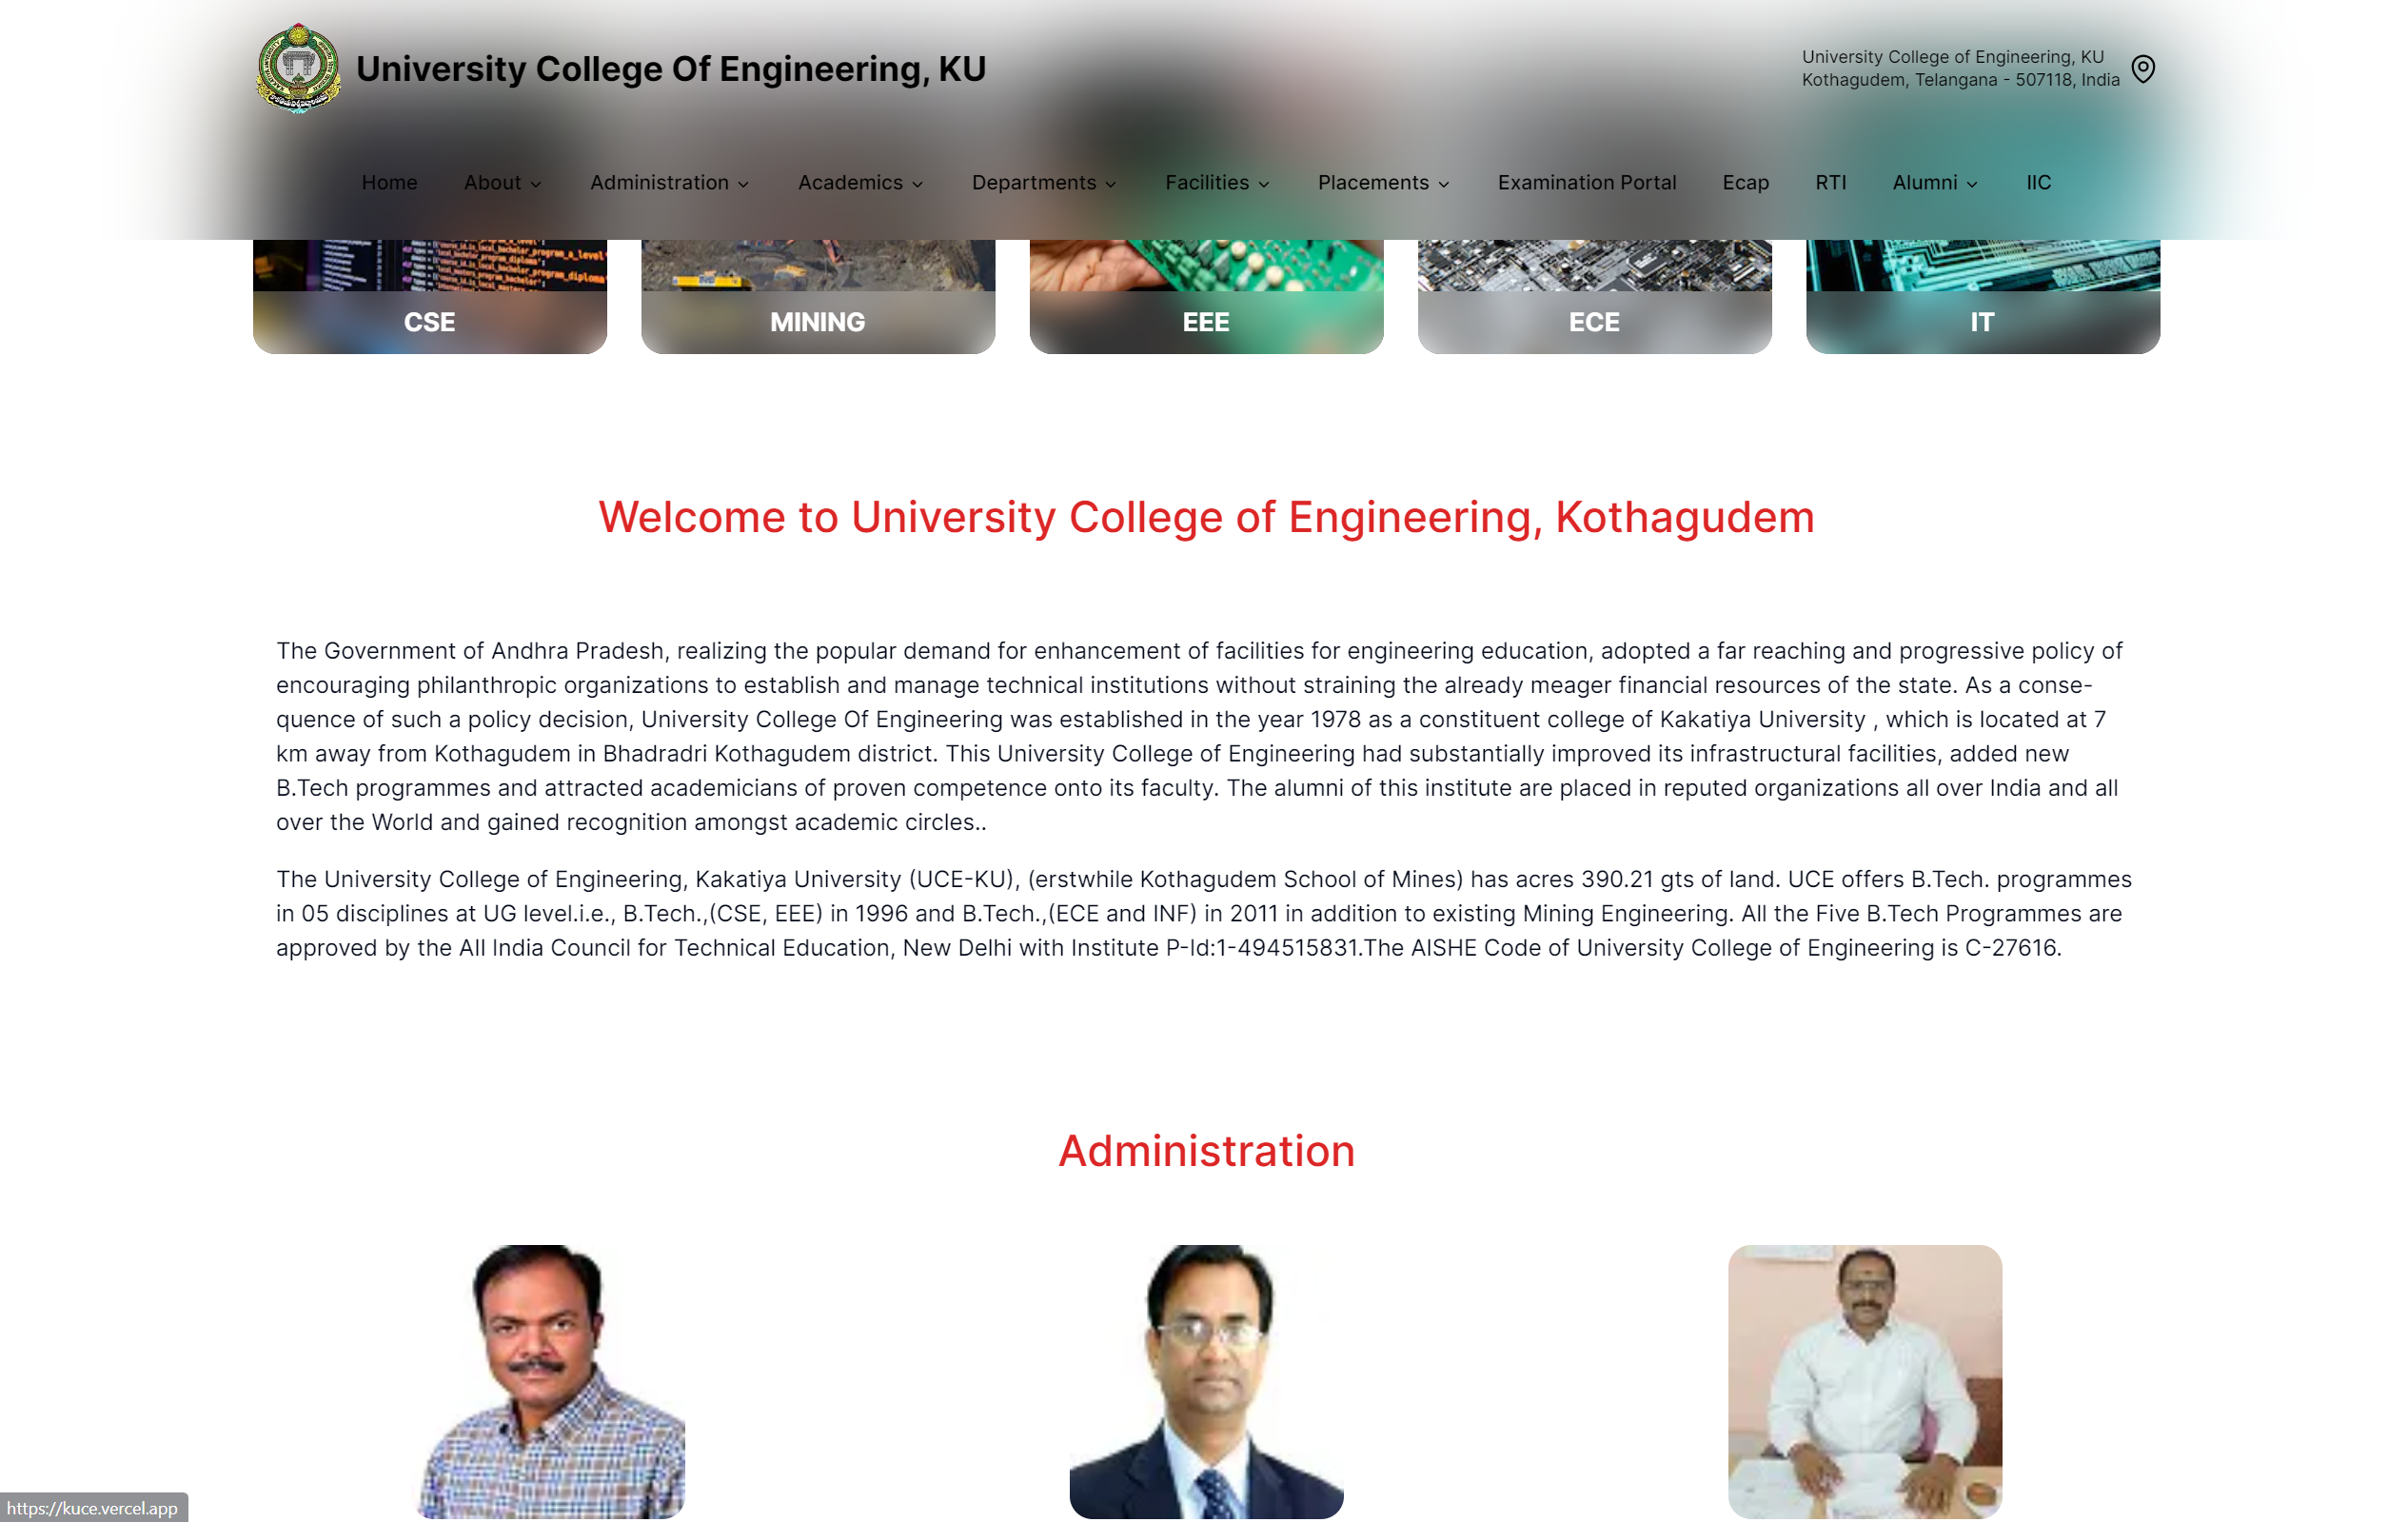 University College Of Engineering, KU
University College of Engineering, KU
Kothagudem, Telangana - 507118, India
Home About Administration Academics Departments Facilities Placements Examination Portal Ecap RTI Alumni IIC
CSE MINING EEE ECE IT
Welcome to University College of Engineering, Kothagudem
The Government of Andhra Pradesh, realizing the popular demand for enhancement of facilities for engineering education, adopted a far reaching and progressive policy of
encouraging philanthropic organizations to establish and manage technical institutions without straining the already meager financial resources of the state. As a conse-
quence of such a policy decision, University College Of Engineering was established in the year 1978 as a constituent college of Kakatiya University , which is located at 7
km away from Kothagudem in Bhadradri Kothagudem district. This University College of Engineering had substantially improved its infrastructural facilities, added new
B.Tech programmes and attracted academicians of proven competence onto its faculty. The alumni of this institute are placed in reputed organizations all over India and all
over the World and gained recognition amongst academic circles..
The University College of Engineering, Kakatiya University (UCE-KU), (erstwhile Kothagudem School of Mines) has acres 390.21 gts of land. UCE offers B.Tech. programmes
in 05 disciplines at UG level.i.e., B.Tech.,(CSE, EEE) in 1996 and B.Tech.,(ECE and INF) in 2011 in addition to existing Mining Engineering. All the Five B.Tech Programmes are
approved by the All India Council for Technical Education, New Delhi with Institute P-Id:1-494515831.The AISHE Code of University College of Engineering is C-27616.
Administration
https://kuce.vercel.app